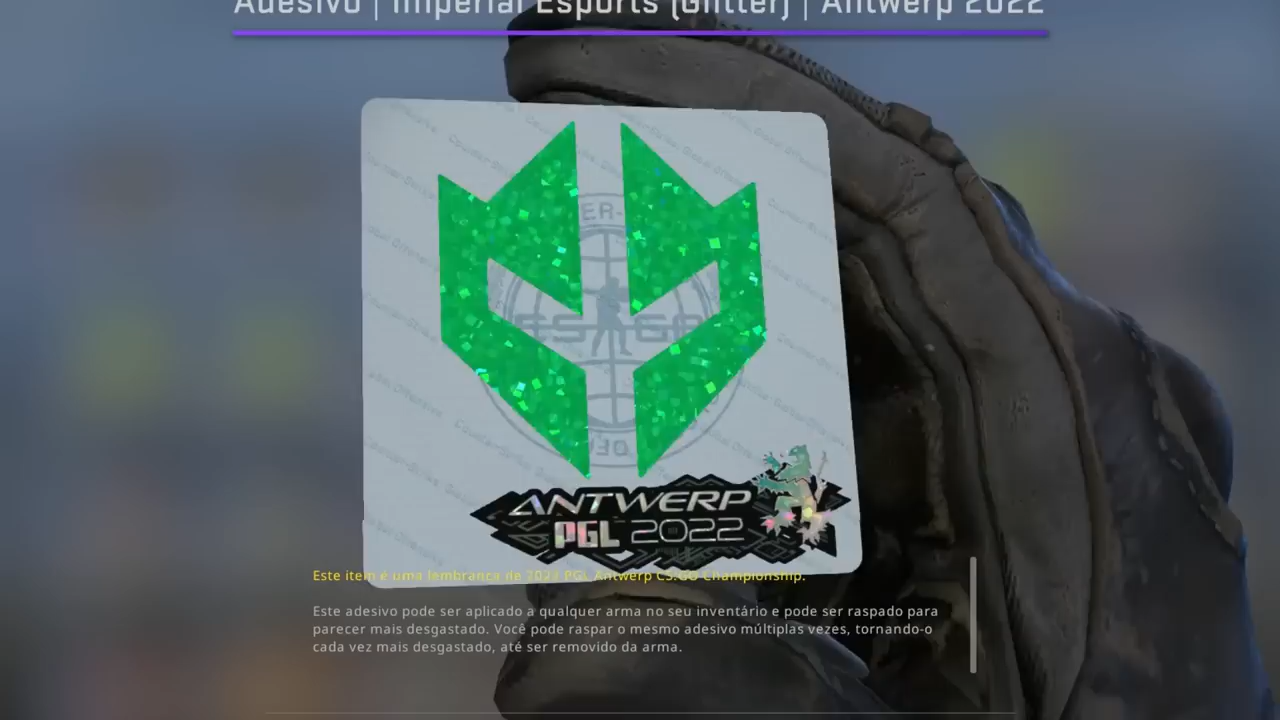 Adesivo | Imperial Esports (Glitter) | Antwerp 2022
ANTWERP
PGL 2022
Este item é uma lembrança de 2022 PGL Antwerp CS:GO Championship.
Este adesivo pode ser aplicado a qualquer arma no seu inventário e pode ser raspado para
parecer mais desgastado. Você pode raspar o mesmo adesivo múltiplas vezes, tornando-o
cada vez mais desgastado, até ser removido da arma.